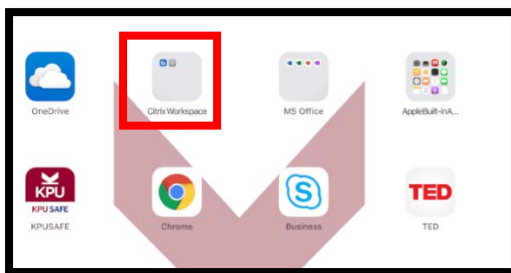 OneDrive
Citrix Workspace
MS Office
AppleBuilt-inA...
KPU
KPU SAFE
KPUSAFE
Chrome
S
Business
TED
TED